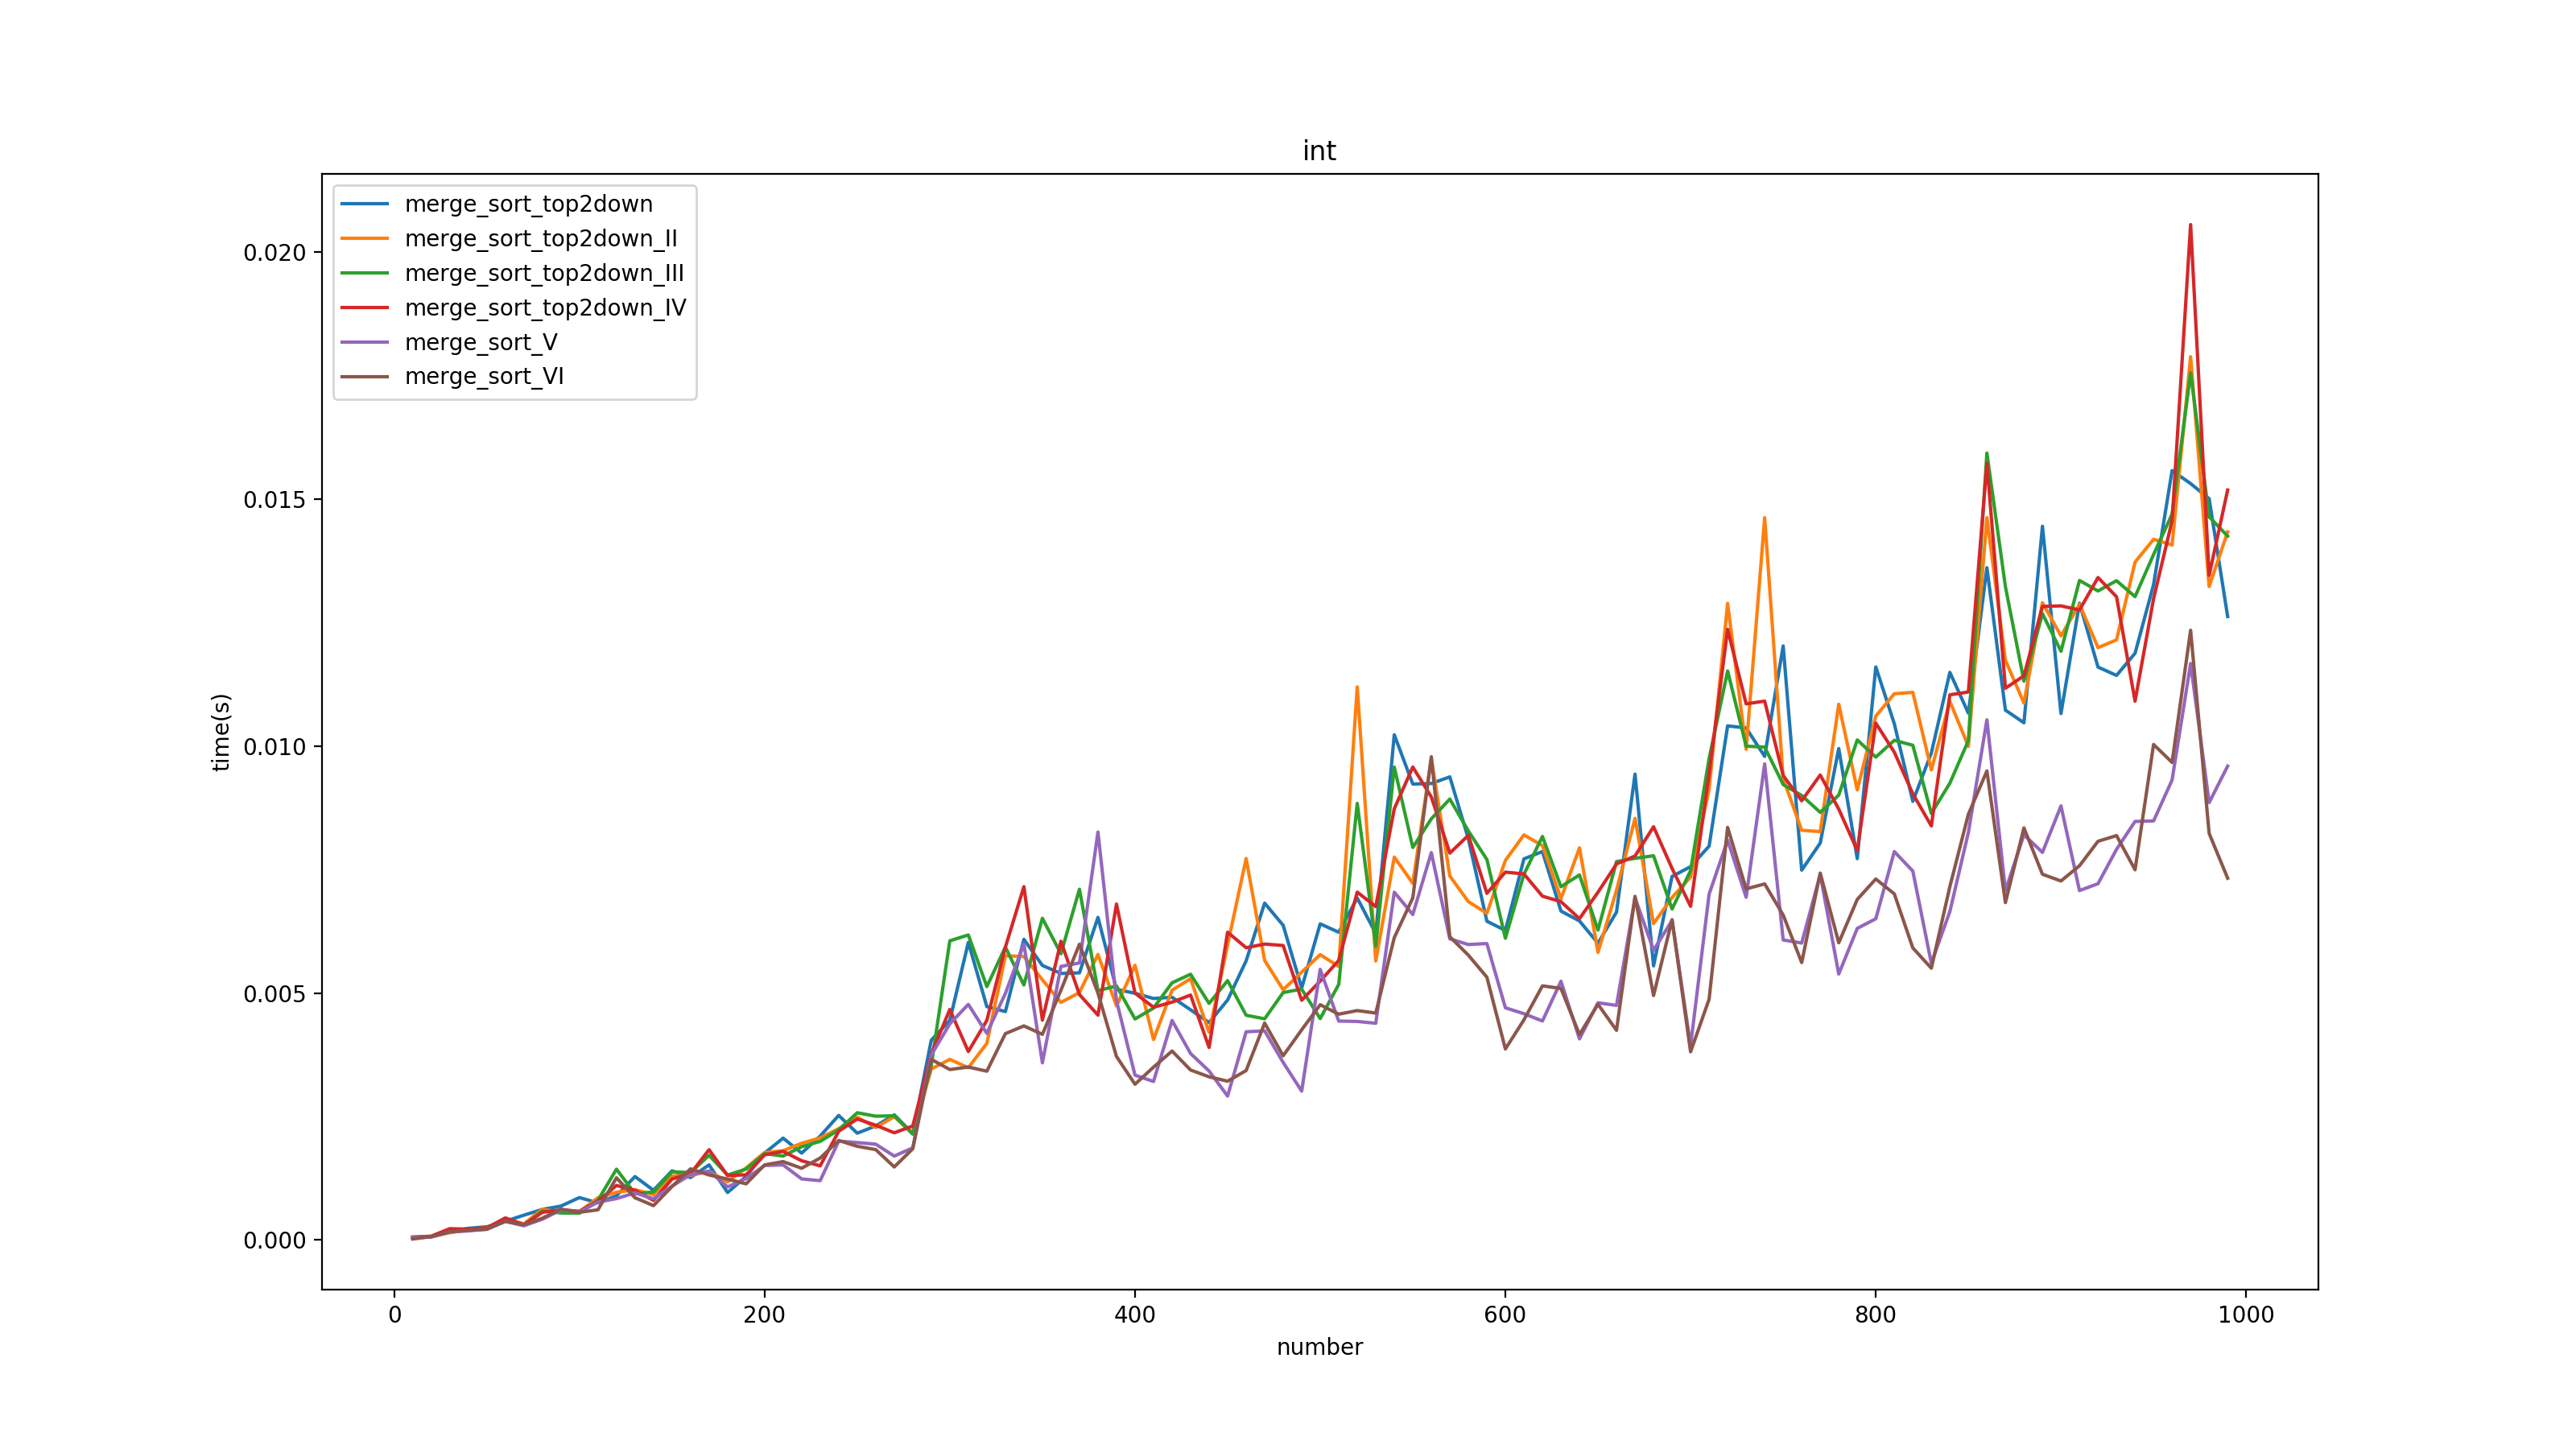 int
merge_sort_top2down
merge_sort_top2down_II
merge_sort_top2down_III
merge_sort_top2down_IV
merge_sort_V
merge_sort_VI
time(s)
0.020
0.015
0.010
0.005
0.000
0 200 400 600 800 1000
number